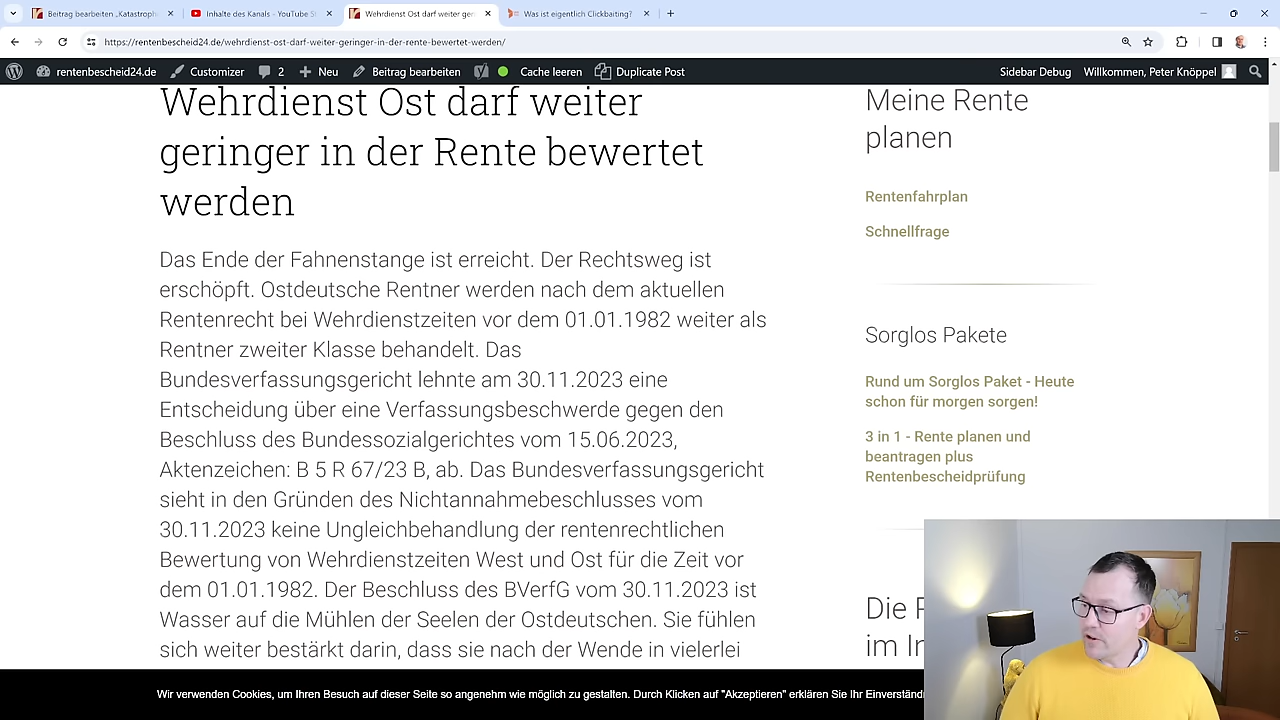 Beitrag bearbeiten „Katastroph
Inhalte des Kanals – YouTube St
Wehrdienst Ost darf weiter ger
Was ist eigentlich Clickbaiting?
https://rentenbescheid24.de/wehrdienst-ost-darf-weiter-geringer-in-der-rente-bewertet-werden/
rentenbescheid24.de
Customizer
2
Neu
Beitrag bearbeiten
Cache leeren
Duplicate Post
Sidebar Debug
Willkommen, Peter Knöppel
Wehrdienst Ost darf weiter
geringer in der Rente bewertet
werden
Das Ende der Fahnenstange ist erreicht. Der Rechtsweg ist
erschöpft. Ostdeutsche Rentner werden nach dem aktuellen
Rentenrecht bei Wehrdienstzeiten vor dem 01.01.1982 weiter als
Rentner zweiter Klasse behandelt. Das
Bundesverfassungsgericht lehnte am 30.11.2023 eine
Entscheidung über eine Verfassungsbeschwerde gegen den
Beschluss des Bundessozialgerichtes vom 15.06.2023,
Aktenzeichen: B 5 R 67/23 B, ab. Das Bundesverfassungsgericht
sieht in den Gründen des Nichtannahmebeschlusses vom
30.11.2023 keine Ungleichbehandlung der rentenrechtlichen
Bewertung von Wehrdienstzeiten West und Ost für die Zeit vor
dem 01.01.1982. Der Beschluss des BVerfG vom 30.11.2023 ist
Wasser auf die Mühlen der Seelen der Ostdeutschen. Sie fühlen
sich weiter bestärkt darin, dass sie nach der Wende in vielerlei
Meine Rente
planen
Rentenfahrplan
Schnellfrage
Sorglos Pakete
Rund um Sorglos Paket - Heute
schon für morgen sorgen!
3 in 1 - Rente planen und
beantragen plus
Rentenbescheidprüfung
Die
im
Wir verwenden Cookies, um Ihren Besuch auf dieser Seite so angenehm wie möglich zu gestalten. Durch Klicken auf "Akzeptieren" erklären Sie Ihr Einverständ